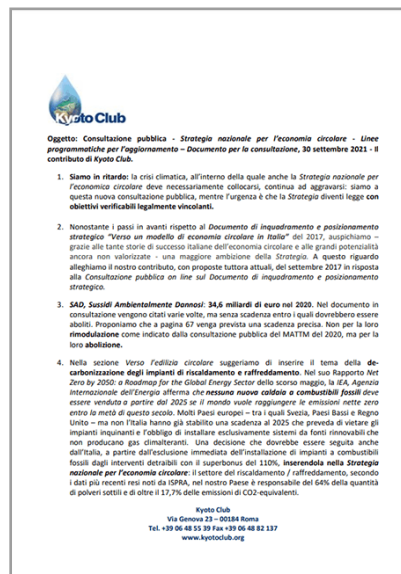 Kyoto Club
Oggetto: Consultazione pubblica - Strategia nazionale per l'economia circolare - Linee
programmatiche per l'aggiornamento – Documento per la consultazione, 30 settembre 2021 - Il
contributo di Kyoto Club.
1. Siamo in ritardo: la crisi climatica, all'interno della quale anche la Strategia nazionale per
l'economica circolare deve necessariamente collocarsi, continua ad aggravarsi: siamo a
questa nuova consultazione pubblica, mentre l'urgenza è che la Strategia diventi legge con
obiettivi verificabili legalmente vincolanti.
2. Nonostante i passi in avanti rispetto al Documento di inquadramento e posizionamento
strategico "Verso un modello di economia circolare in Italia" del 2017, auspichiamo –
grazie alle tante storie di successo italiane dell'economia circolare e alle grandi potenzialità
ancora non valorizzate - una maggiore ambizione della Strategia. A questo riguardo
alleghiamo il nostro contributo, con proposte tuttora attuali, del settembre 2017 in risposta
alla Consultazione pubblica on line sul Documento di inquadramento e posizionamento
strategico.
3. SAD, Sussidi Ambientalmente Dannosi: 34,6 miliardi di euro nel 2020. Nel documento in
consultazione vengono citati varie volte, ma senza scadenza entro i quali dovrebbero essere
aboliti. Proponiamo che a pagina 67 venga prevista una scadenza precisa. Non per la loro
rimodulazione come indicato dalla consultazione pubblica del MATTM del 2020, ma per la
loro abolizione.
4. Nella sezione Verso l'edilizia circolare suggeriamo di inserire il tema della de-
carbonizzazione degli impianti di riscaldamento e raffreddamento. Nel suo Rapporto Net
Zero by 2050: a Roadmap for the Global Energy Sector dello scorso maggio, la IEA, Agenzia
Internazionale dell'Energia afferma che nessuna nuova caldaia a combustibili fossili deve
essere venduta a partire dal 2025 se il mondo vuole raggiungere le emissioni nette zero
entro la metà di questo secolo. Molti Paesi europei – tra i quali Svezia, Paesi Bassi e Regno
Unito – ma non l'Italia hanno già stabilito una scadenza al 2025 che preveda di vietare gli
impianti inquinanti e l'obbligo di installare esclusivamente sistemi da fonti rinnovabili che
non producano gas climalteranti. Una decisione che dovrebbe essere seguita anche
dall'Italia, a partire dall'esclusione immediata dell'installazione di impianti a combustibili
fossili dagli interventi detraibili con il superbonus del 110%, inserendola nella Strategia
nazionale per l'economia circolare: il settore del riscaldamento / raffreddamento, secondo
i dati più recenti resi noti da ISPRA, nel nostro Paese è responsabile del 64% della quantità
di polveri sottili e di oltre il 17,7% delle emissioni di CO2-equivalenti.
Kyoto Club
Via Genova 23 – 00184 Roma
Tel. +39 06 48 55 39 Fax +39 06 48 82 137
www.kyotoclub.org